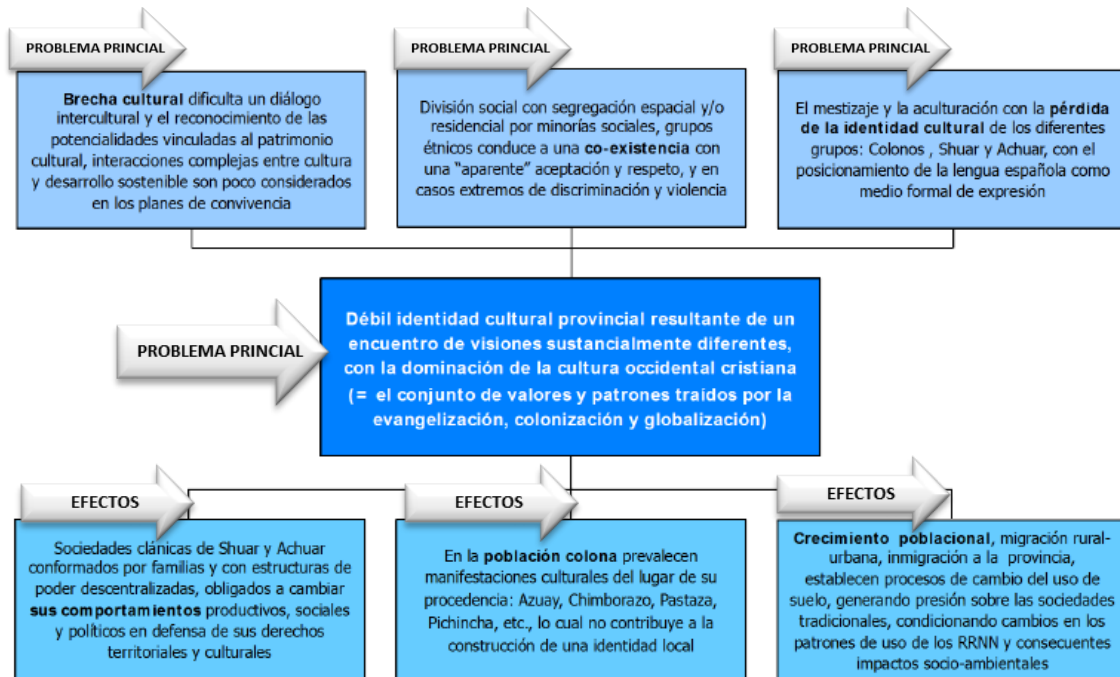 PROBLEMA PRINCIAL
Brecha cultural dificulta un diálogo
intercultural y el reconocimiento de las
potencialidades vinculadas al patrimonio
cultural, interacciones complejas entre cultura
y desarrollo sostenible son poco considerados
en los planes de convivencia
PROBLEMA PRINCIAL
División social con segregación espacial y/o
residencial por minorías sociales, grupos
étnicos conduce a una co-existencia con
una “aparente” aceptación y respeto, y en
casos extremos de discriminación y violencia
PROBLEMA PRINCIAL
El mestizaje y la aculturación con la pérdida
de la identidad cultural de los diferentes
grupos: Colonos , Shuar y Achuar, con el
posicionamiento de la lengua española como
medio formal de expresión
PROBLEMA PRINCIAL
Débil identidad cultural provincial resultante de un
encuentro de visiones sustancialmente diferentes,
con la dominación de la cultura occidental cristiana
(= el conjunto de valores y patrones traídos por la
evangelización, colonización y globalización)
EFECTOS
Sociedades clánicas de Shuar y Achuar
conformados por familias y con estructuras de
poder descentralizadas, obligados a cambiar
sus comportamientos productivos, sociales
y políticos en defensa de sus derechos
territoriales y culturales
EFECTOS
En la población colona prevalecen
manifestaciones culturales del lugar de su
procedencia: Azuay, Chimborazo, Pastaza,
Pichincha, etc., lo cual no contribuye a la
construcción de una identidad local
EFECTOS
Crecimiento poblacional, migración rural-
urbana, inmigración a la provincia,
establecen procesos de cambio del uso de
suelo, generando presión sobre las sociedades
tradicionales, condicionando cambios en los
patrones de uso de los RRNN y consecuentes
impactos socio-ambientales